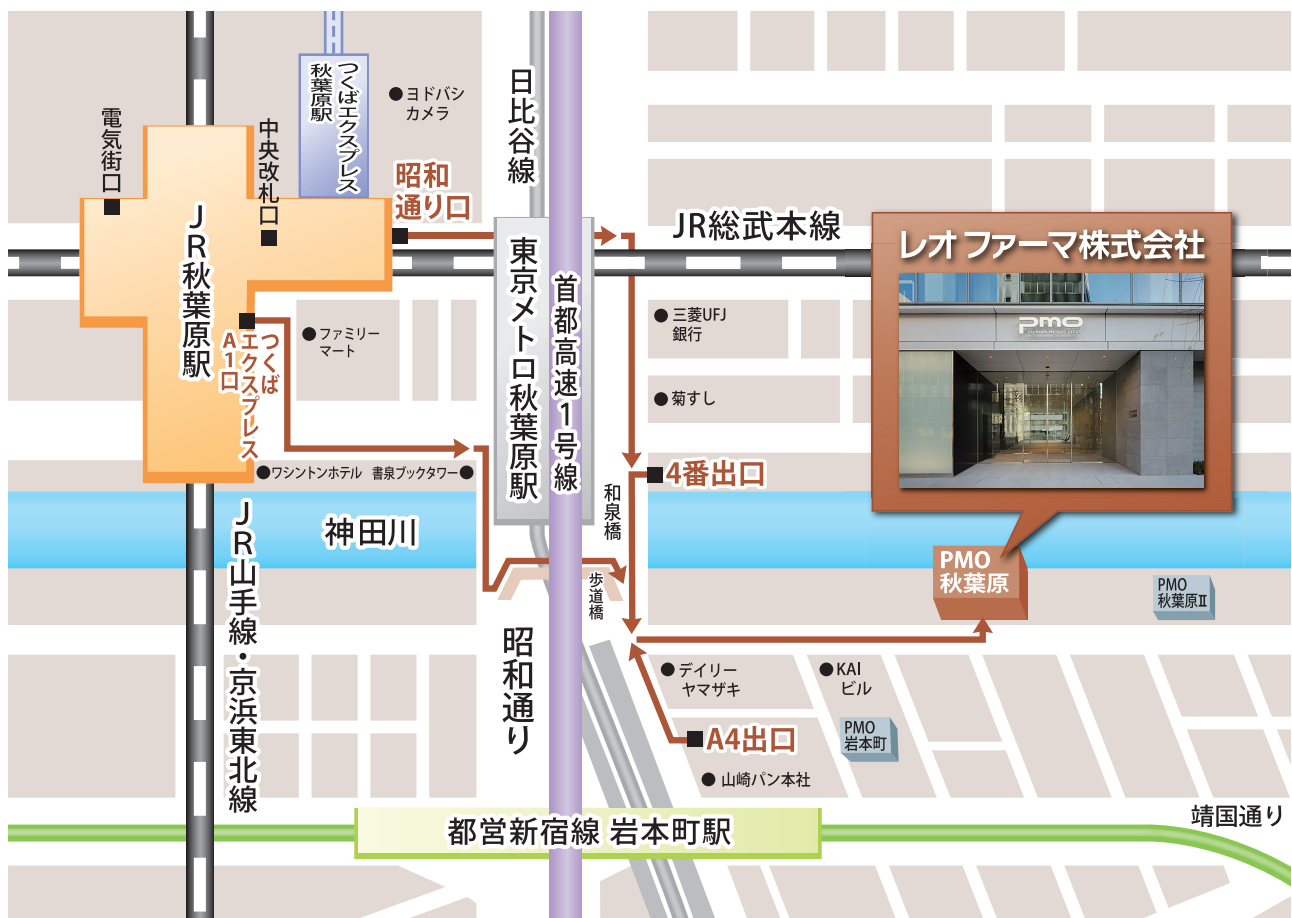 つくばエクスプレス
秋葉原駅
ヨドバシ
カメラ
日比谷線
電気街口
中央改札口
昭和
通り口
JR秋葉原駅
東京メトロ秋葉原駅
首都高速1号線
JR総武本線
レオ ファーマ株式会社
pmo
三菱UFJ
銀行
ファミリー
マート
つくば
エクスプレス
A1口
菊すし
ワシントンホテル
書泉ブックタワー
4番出口
和泉橋
神田川
JR山手線・京浜東北線
PMO
秋葉原
PMO
秋葉原Ⅱ
歩道橋
昭和通り
デイリー
ヤマザキ
KAI
ビル
PMO
岩本町
A4出口
山崎パン本社
都営新宿線 岩本町駅
靖国通り